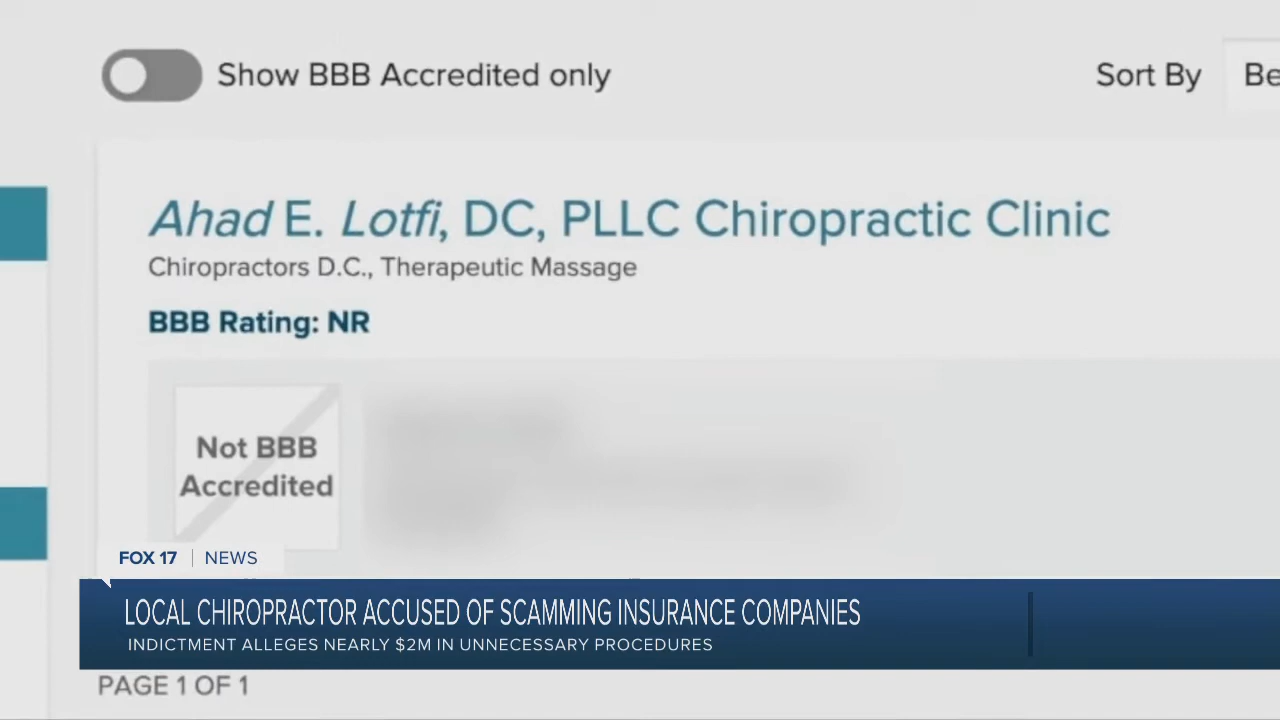 Show BBB Accredited only
Sort By
Be
Ahad E. Lotfi, DC, PLLC Chiropractic Clinic
Chiropractors D.C., Therapeutic Massage
BBB Rating: NR
Not BBB
Accredited
FOX 17 | NEWS
LOCAL CHIROPRACTOR ACCUSED OF SCAMMING INSURANCE COMPANIES
INDICTMENT ALLEGES NEARLY $2M IN UNNECESSARY PROCEDURES
PAGE 1 OF 1